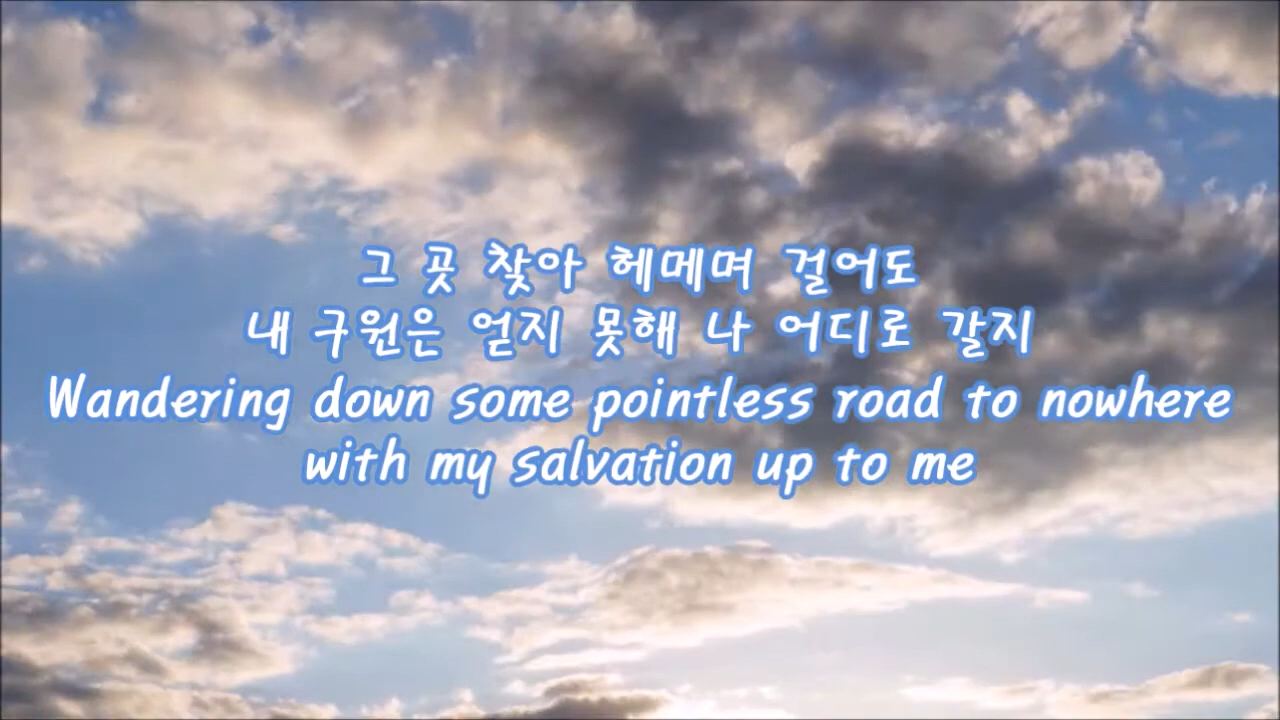 그 곳 찾아 헤메며 걸어도
내 구원은 얻지 못해 나 어디로 갈지
Wandering down some pointless road to nowhere
with my salvation up to me